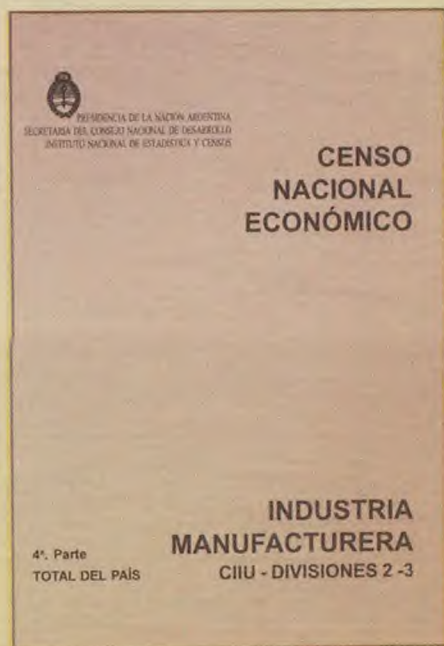 PRESIDENCIA DE LA NACIÓN ARGENTINA
SECRETARIA DEL CONSEJO NACIONAL DE DESARROLLO
INSTITUTO NACIONAL DE ESTADISTICA Y CENSOS
CENSO
NACIONAL
ECONÓMICO
INDUSTRIA
MANUFACTURERA
CIIU - DIVISIONES 2 -3
4ª. Parte
TOTAL DEL PAÍS